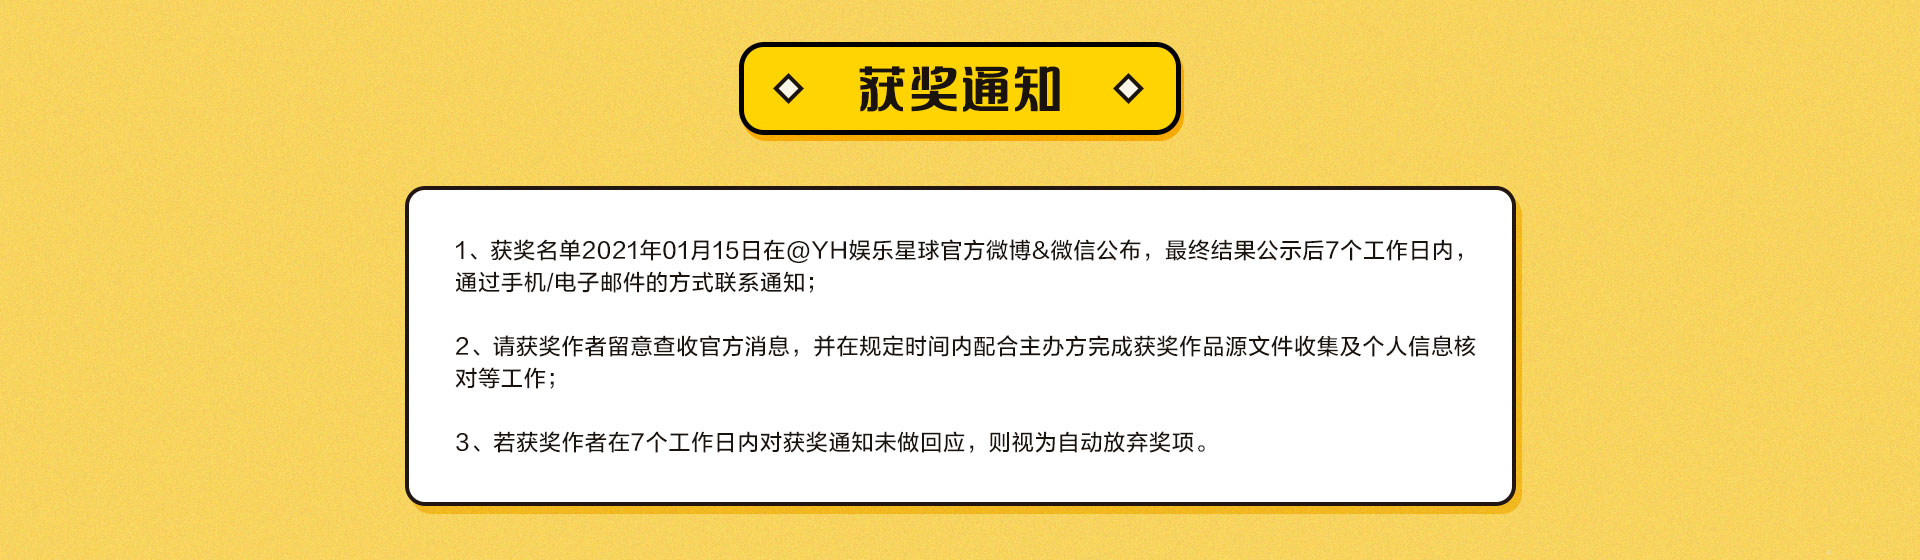 获奖通知
1、获奖名单2021年01月15日在@YH娱乐星球官方微博&微信公布，最终结果公示后7个工作日内，
通过手机/电子邮件的方式联系通知；
2、请获奖作者留意查收官方消息，并在规定时间内配合主办方完成获奖作品源文件收集及个人信息核
对等工作；
3、若获奖作者在7个工作日内对获奖通知未做回应，则视为自动放弃奖项。